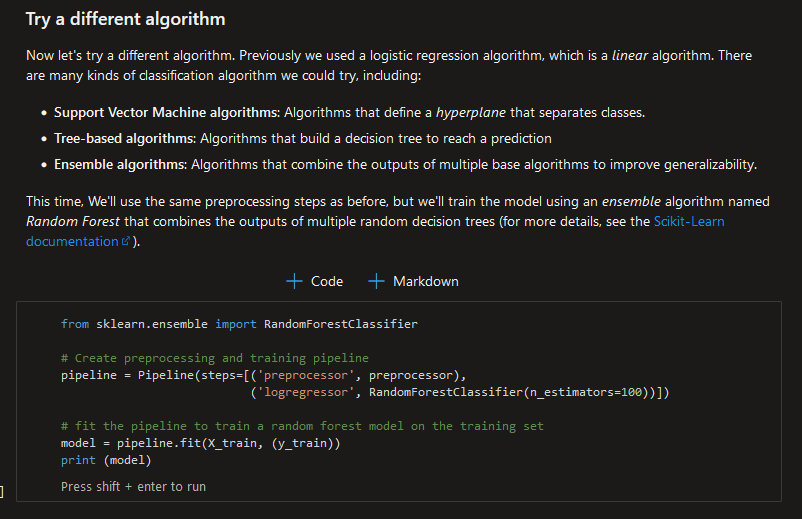 Try a different algorithm
Now let's try a different algorithm. Previously we used a logistic regression algorithm, which is a linear algorithm. There
are many kinds of classification algorithm we could try, including:
• Support Vector Machine algorithms: Algorithms that define a hyperplane that separates classes.
• Tree-based algorithms: Algorithms that build a decision tree to reach a prediction
• Ensemble algorithms: Algorithms that combine the outputs of multiple base algorithms to improve generalizability.
This time, We'll use the same preprocessing steps as before, but we'll train the model using an ensemble algorithm named
Random Forest that combines the outputs of multiple random decision trees (for more details, see the Scikit-Learn
documentation).
+ Code + Markdown
from sklearn.ensemble import RandomForestClassifier
# Create preprocessing and training pipeline
pipeline = Pipeline(steps=[('preprocessor', preprocessor),
('logregressor', RandomForestClassifier(n_estimators=100))])
# fit the pipeline to train a random forest model on the training set
model = pipeline.fit(X_train, (y_train))
print (model)
Press shift + enter to run
]